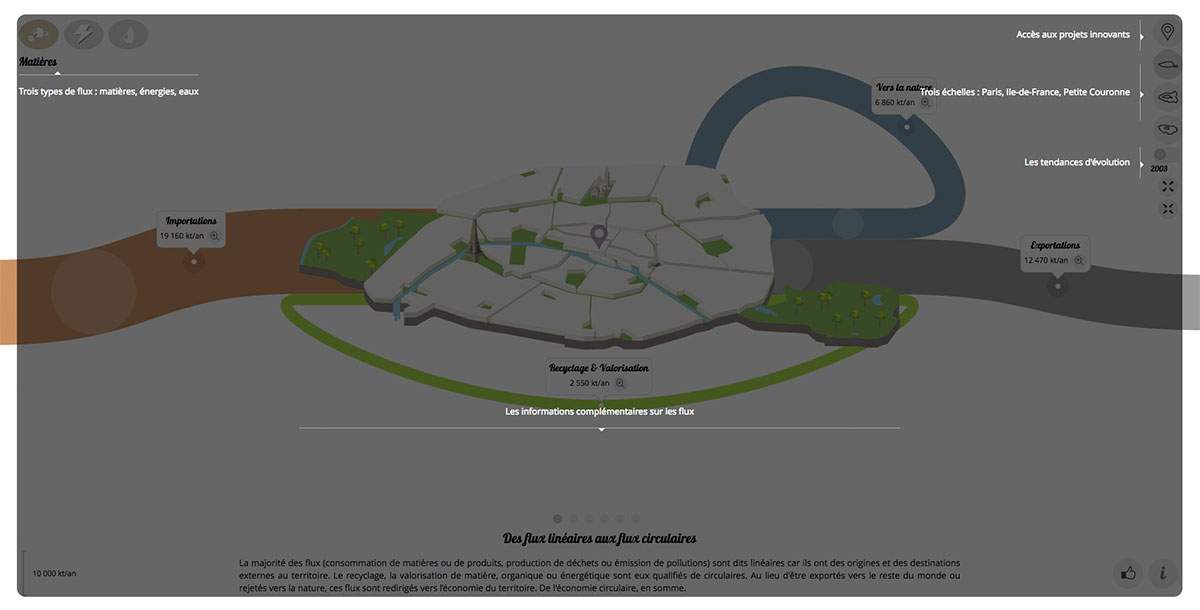 Accès aux projets innovants
Matières
Trois types de flux : matières, énergies, eaux
Vers la nature
6 860 kt/an
Trois échelles : Paris, Ile-de-France, Petite Couronne
Les tendances d'évolution
2003
Importations
19 160 kt/an
Exportations
12 470 kt/an
Recyclage & Valorisation
2 550 kt/an
Les informations complémentaires sur les flux
Des flux linéaires aux flux circulaires
La majorité des flux (consommation de matières ou de produits, production de déchets ou émission de pollutions) sont dits linéaires car ils ont des origines et des destinations
externes au territoire. Le recyclage, la valorisation de matière, organique ou énergétique sont eux qualifiés de circulaires. Au lieu d'être exportés vers le reste du monde ou
rejetés vers la nature, ces flux sont redirigés vers l'économie du territoire. De l'économie circulaire, en somme.
10 000 kt/an
i